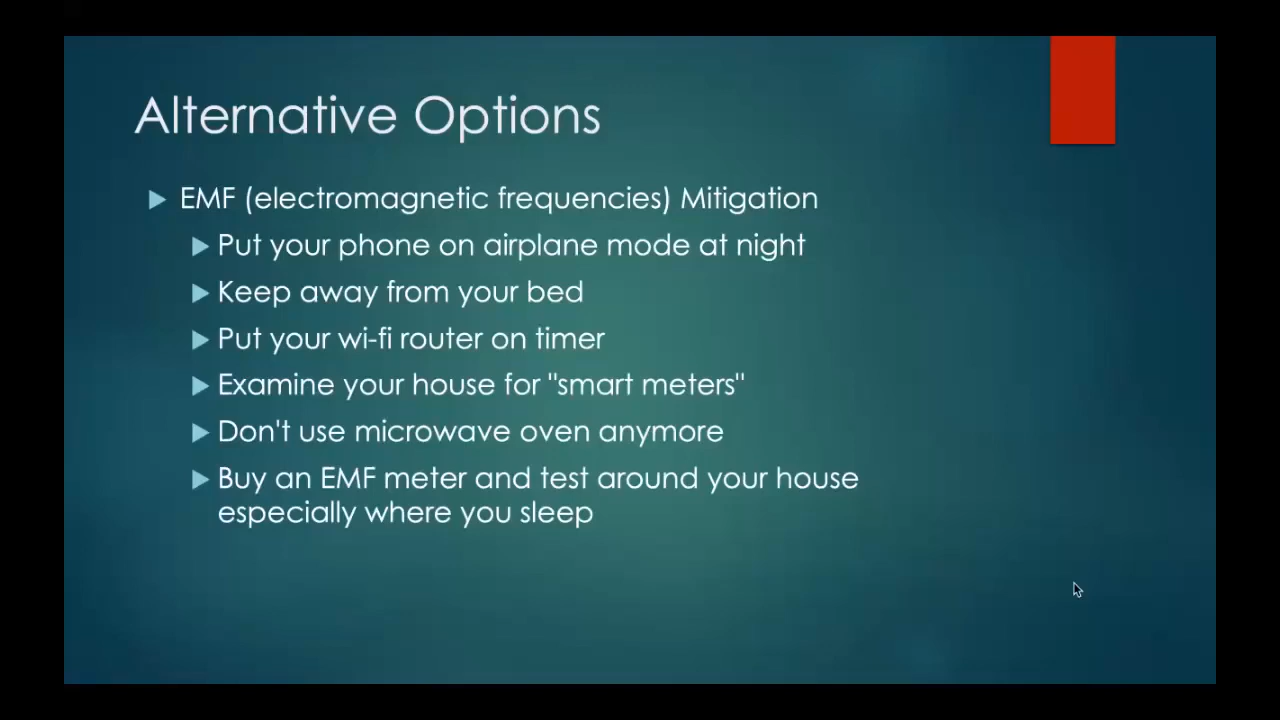 Alternative Options
EMF (electromagnetic frequencies) Mitigation
Put your phone on airplane mode at night
Keep away from your bed
Put your wi-fi router on timer
Examine your house for "smart meters"
Don't use microwave oven anymore
Buy an EMF meter and test around your house
especially where you sleep